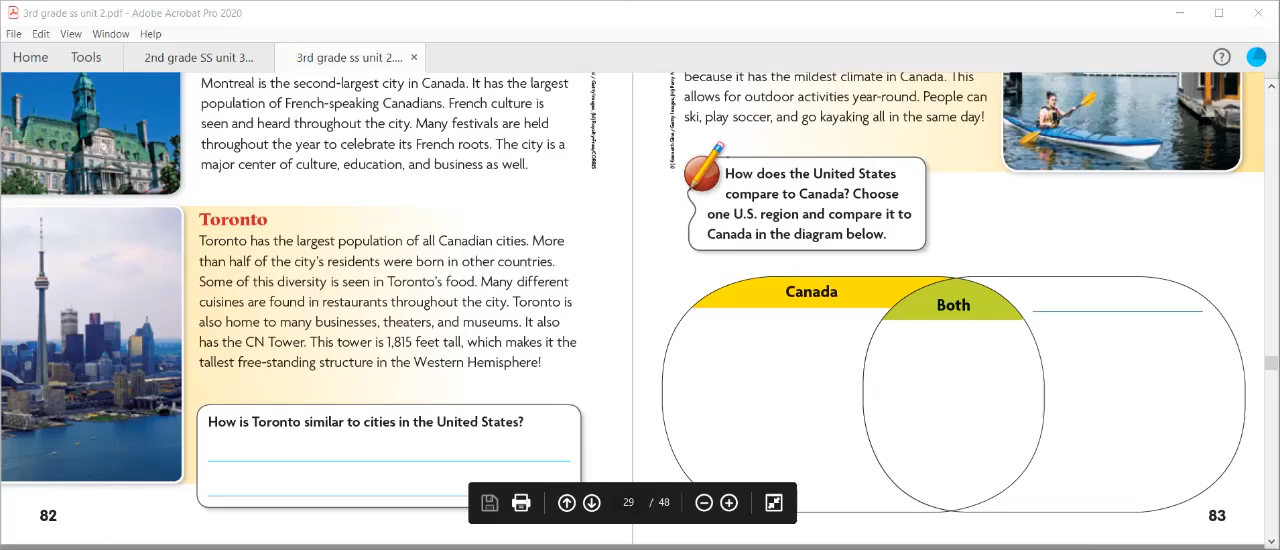 3rd grade ss unit 2.pdf - Adobe Acrobat Pro 2020
File Edit View Window Help
Home Tools 2nd grade SS unit 3... 3rd grade ss unit 2.... ×
Montreal is the second-largest city in Canada. It has the largest
population of French-speaking Canadians. French culture is
seen and heard throughout the city. Many festivals are held
throughout the year to celebrate its French roots. The city is a
major center of culture, education, and business as well.
Toronto
Toronto has the largest population of all Canadian cities. More
than half of the city's residents were born in other countries.
Some of this diversity is seen in Toronto's food. Many different
cuisines are found in restaurants throughout the city. Toronto is
also home to many businesses, theaters, and museums. It also
has the CN Tower. This tower is 1,815 feet tall, which makes it the
tallest free-standing structure in the Western Hemisphere!
How is Toronto similar to cities in the United States?
82
because it has the mildest climate in Canada. This
allows for outdoor activities year-round. People can
ski, play soccer, and go kayaking all in the same day!
How does the United States
compare to Canada? Choose
one U.S. region and compare it to
Canada in the diagram below.
Canada
Both
83
29 / 48